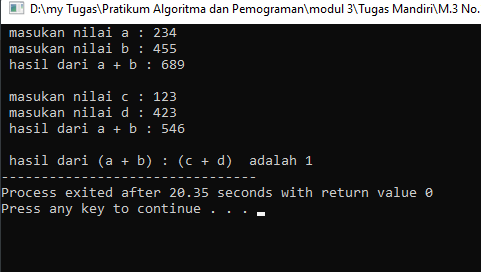 D:\my Tugas\Pratikum Algoritma dan Pemograman\modul 3\Tugas Mandiri\M.3 No.
masukan nilai a : 234
masukan nilai b : 455
hasil dari a + b : 689
masukan nilai c : 123
masukan nilai d : 423
hasil dari a + b : 546
hasil dari (a + b) : (c + d)  adalah 1
--------------------------------
Process exited after 20.35 seconds with return value 0
Press any key to continue . . .